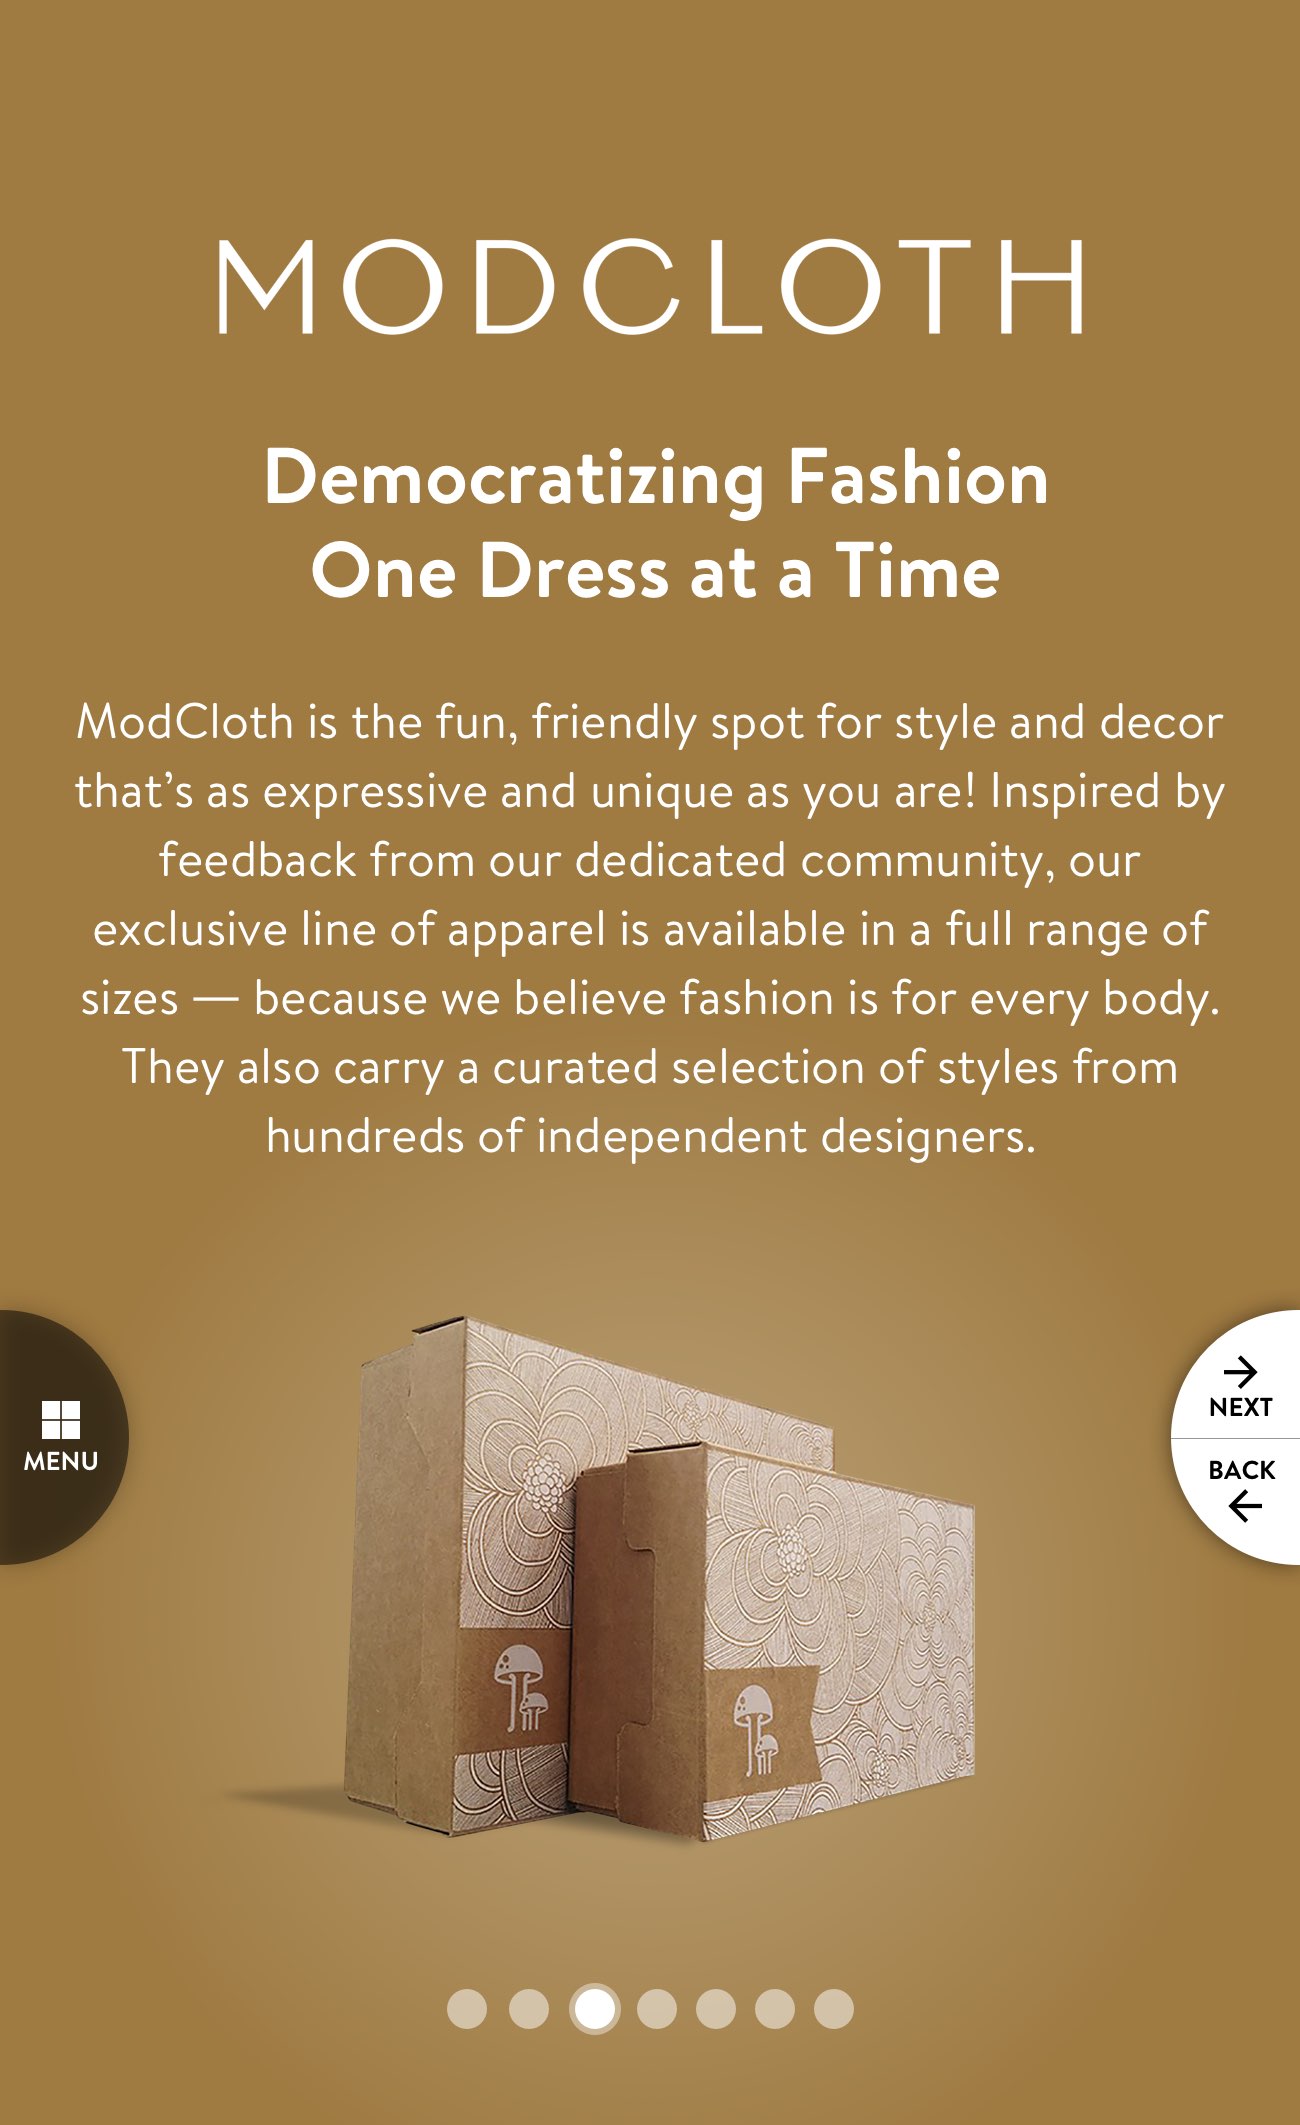 MODCLOTH
Democratizing Fashion
One Dress at a Time
ModCloth is the fun, friendly spot for style and decor
that’s as expressive and unique as you are! Inspired by
feedback from our dedicated community, our
exclusive line of apparel is available in a full range of
sizes — because we believe fashion is for every body.
They also carry a curated selection of styles from
hundreds of independent designers.
MENU
NEXT
BACK